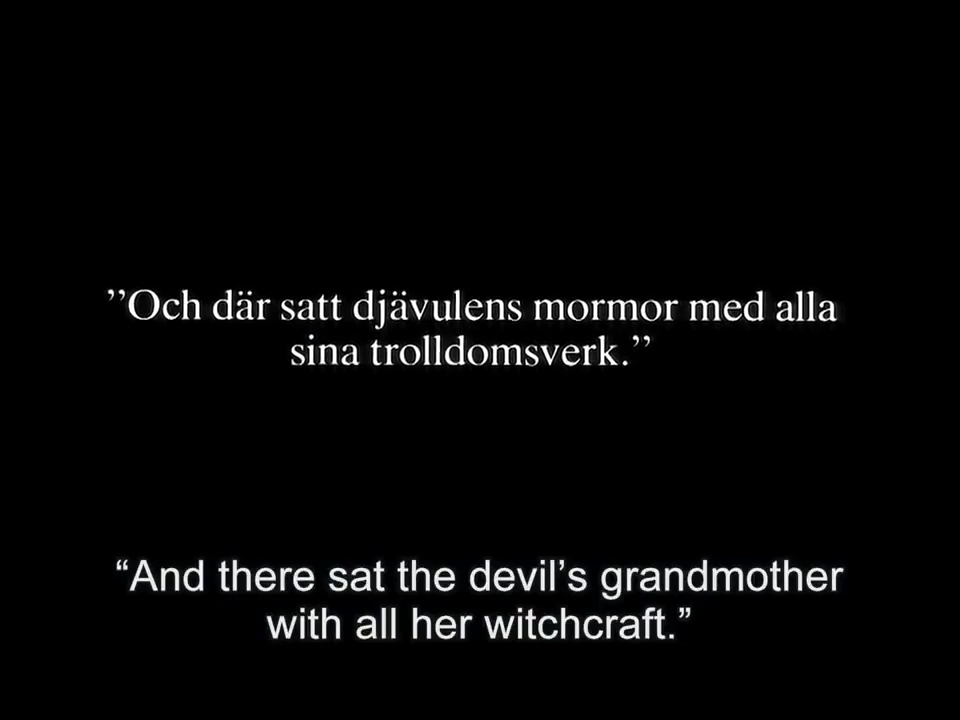 ”Och där satt djävulens mormor med alla
sina trolldomsverk.”
“And there sat the devil’s grandmother
with all her witchcraft.”